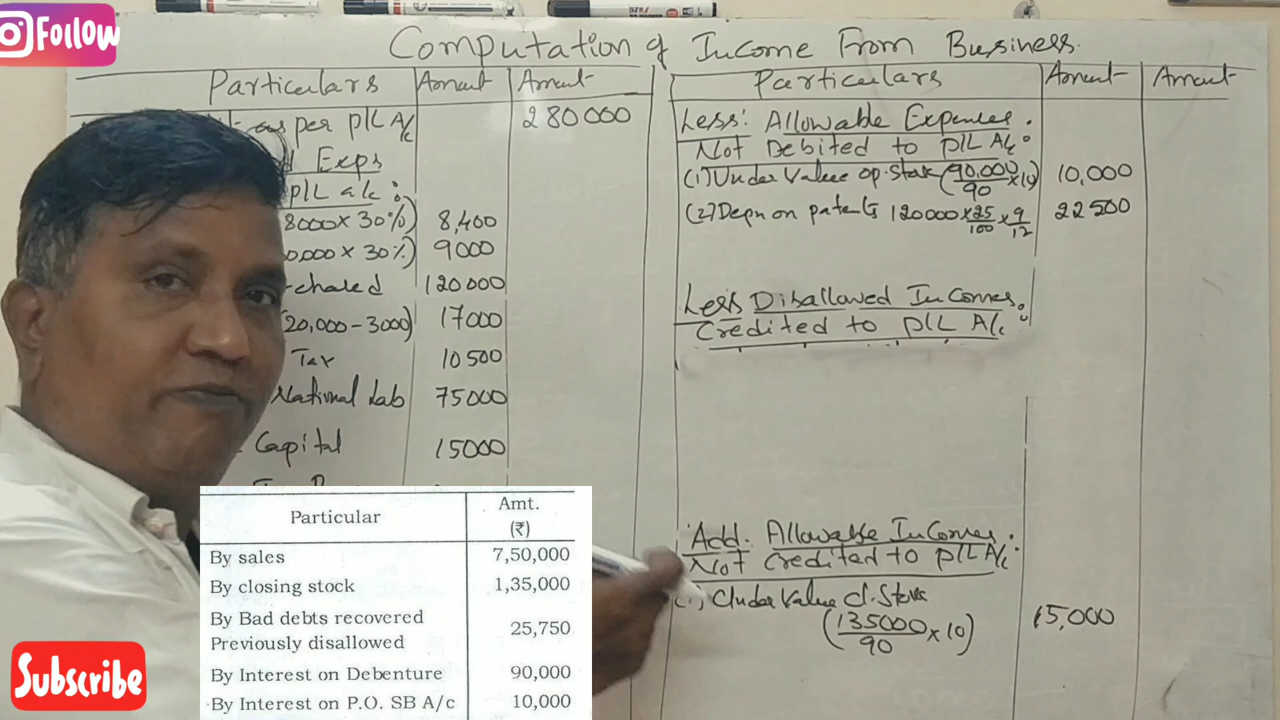 Follow
Computation of Income From Business.
Particulars Amount Amount
as per P/L A/c 280000
Exps
P/L a/c:
8000 x 30%) 8,400
0,000 x 30%) 9000
chased 120000
(20,000-3000) 17000
Tax 10500
National Lab 75000
Capital 15000
Particulars Amount Amount
Less: Allowable Expenses.
Not Debited to P/L A/c:
(1) Under Value op. Stock (90,000/90 x 10) 10,000
(2) Depn on patents 120000 x 25/100 x 9/12 22500
Less Disallowed Incomes.
Credited to P/L A/c:
Add: Allowable Incomes
Not Credited to P/L A/c:
(1) Under Value cl. Stock
(135000/90 x 10) 15,000
Particular Amt. (₹)
By sales 7,50,000
By closing stock 1,35,000
By Bad debts recovered
Previously disallowed 25,750
By Interest on Debenture 90,000
By Interest on P.O. SB A/c 10,000
Subscribe